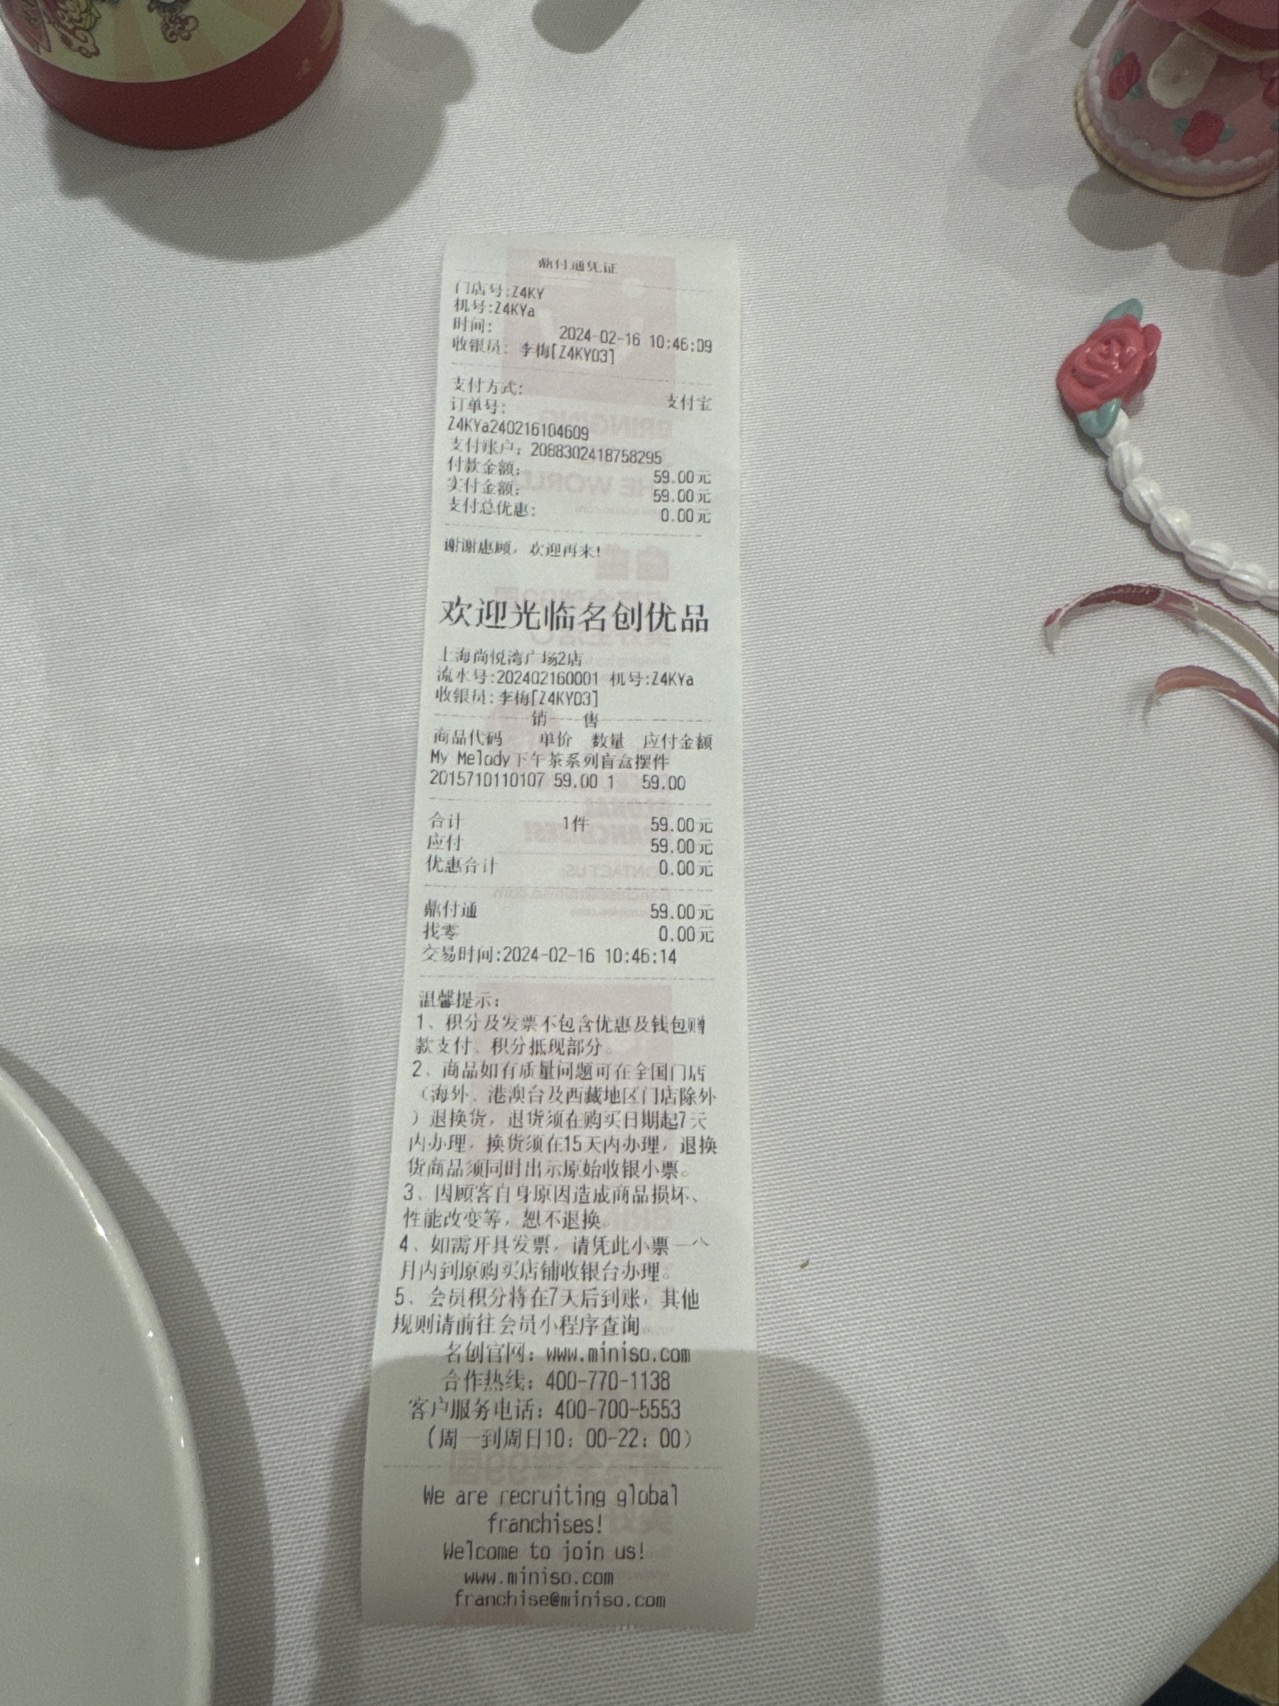 鼎付通凭证
门店号:Z4KY
机号:Z4KYa
时间: 2024-02-16 10:46:09
收银员: 李梅[Z4KY03]
支付方式: 支付宝
订单号:
Z4KYa240216104609
支付账户: 2088302418758295
付款金额: 59.00元
实付金额: 59.00元
支付总优惠: 0.00元
谢谢惠顾, 欢迎再来!
欢迎光临名创优品
上海尚悦湾广场2店
流水号:202402160001 机号:Z4KYa
收银员:李梅[Z4KY03]
销 售
商品代码 单价 数量 应付金额
My Melody下午茶系列盲盒摆件
2015710110107 59.00 1 59.00
合计 1件 59.00元
应付 59.00元
优惠合计 0.00元
鼎付通 59.00元
找零 0.00元
交易时间:2024-02-16 10:46:14
温馨提示:
1、积分及发票不包含优惠及钱包赠
款支付、积分抵现部分。
2、商品如有质量问题可在全国门店
(海外、港澳台及西藏地区门店除外
)退换货, 退货须在购买日期起7天
内办理, 换货须在15天内办理, 退换
货商品须同时出示原始收银小票。
3、因顾客自身原因造成商品损坏、
性能改变等, 恕不退换。
4、如需开具发票, 请凭此小票一个
月内到原购买店铺收银台办理。
5、会员积分将在7天后到账, 其他
规则请前往会员小程序查询
名创官网: www.miniso.com
合作热线: 400-770-1138
客户服务电话: 400-700-5553
(周一到周日10: 00-22: 00)
We are recruiting global
franchises!
Welcome to join us!
www.miniso.com
franchise@miniso.com